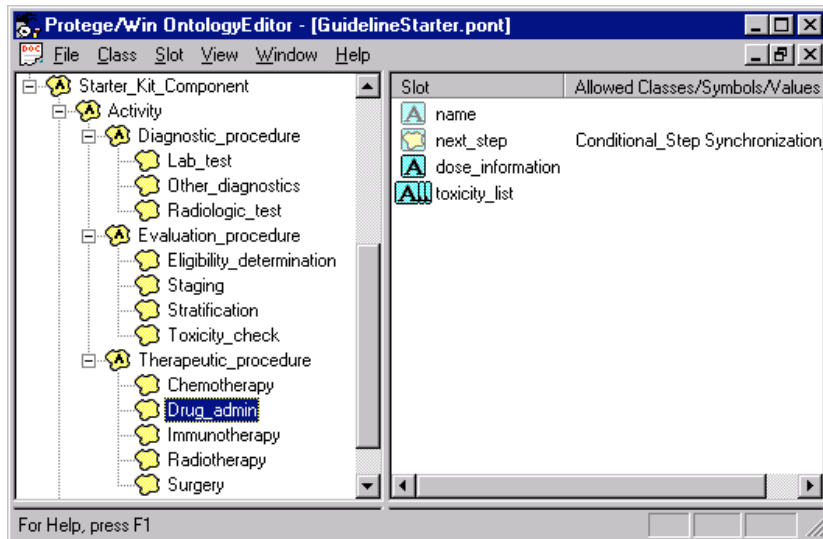 Protege/Win OntologyEditor - [GuidelineStarter.pont]
File Class Slot View Window Help
Starter_Kit_Component
Activity
Diagnostic_procedure
Lab_test
Other_diagnostics
Radiologic_test
Evaluation_procedure
Eligibility_determination
Staging
Stratification
Toxicity_check
Therapeutic_procedure
Chemotherapy
Drug_admin
Immunotherapy
Radiotherapy
Surgery
Slot Allowed Classes/Symbols/Values
A name
next_step Conditional_Step Synchronization_
A dose_information
A toxicity_list
For Help, press F1